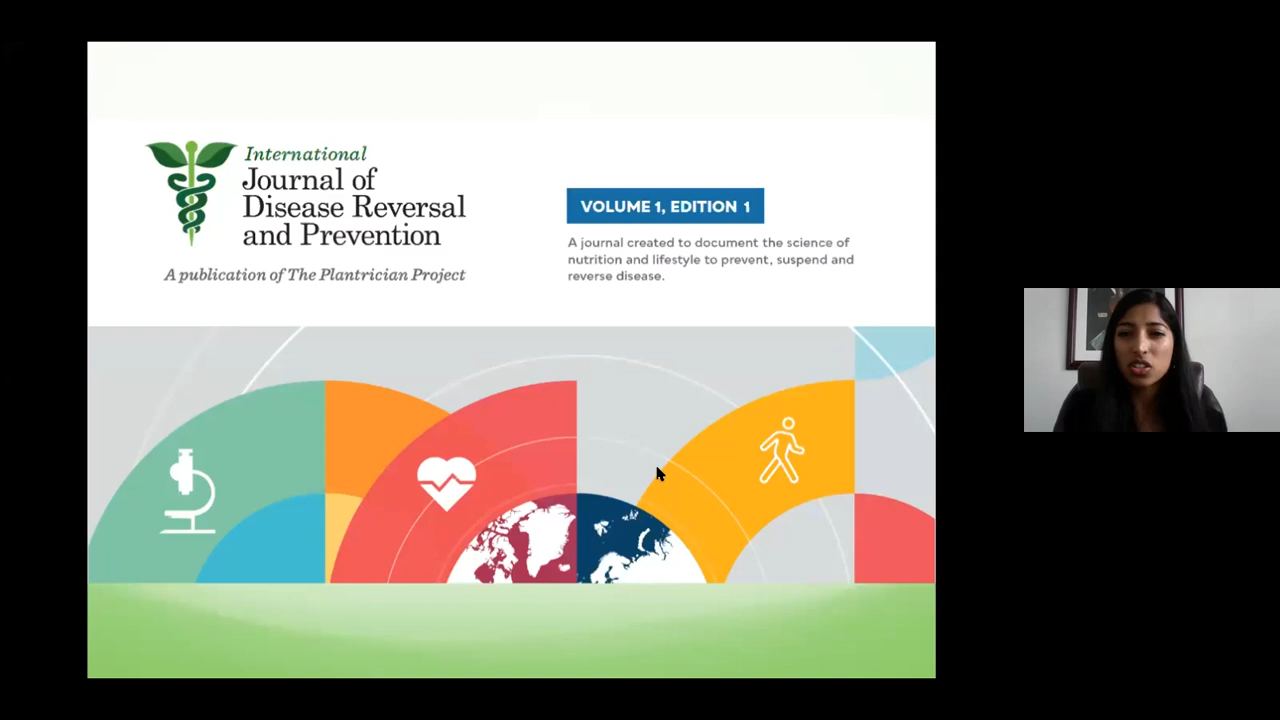 International
Journal of
Disease Reversal
and Prevention
A publication of The Plantrician Project
VOLUME 1, EDITION 1
A journal created to document the science of
nutrition and lifestyle to prevent, suspend and
reverse disease.